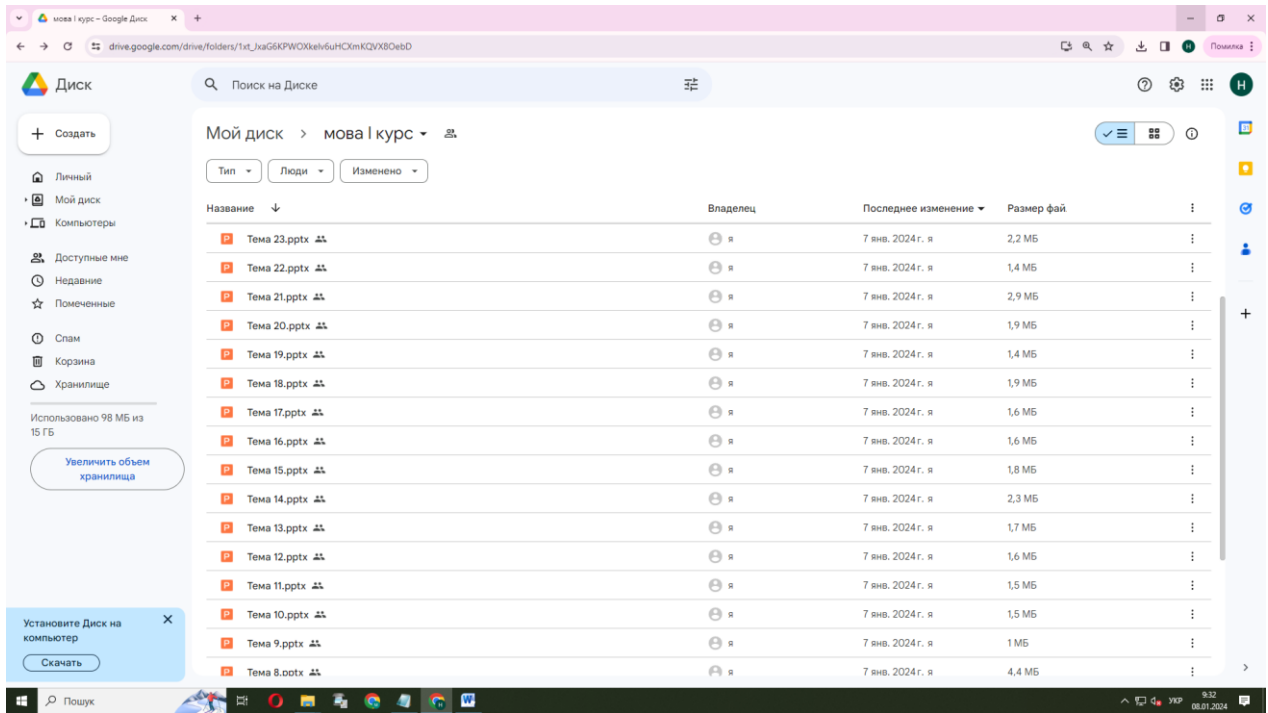 мова І курс – Google Диск
drive.google.com/drive/folders/1xt_JxaG6KPWOXkelv6uHCXmKQVX8OebD
Н
Помилка
Диск
Поиск на Диске
Н
Создать
Мой диск > мова І курс
31
Тип
Люди
Изменено
Личный
Мой диск
Компьютеры
Доступные мне
Недавние
Помеченные
Спам
Корзина
Хранилище
Использовано 98 МБ из
15 ГБ
Увеличить объем
хранилища
Установите Диск на
компьютер
Скачать
Название Владелец Последнее изменение Размер фай
P Тема 23.pptx я 7 янв. 2024 г. я 2,2 МБ
P Тема 22.pptx я 7 янв. 2024 г. я 1,4 МБ
P Тема 21.pptx я 7 янв. 2024 г. я 2,9 МБ
P Тема 20.pptx я 7 янв. 2024 г. я 1,9 МБ
P Тема 19.pptx я 7 янв. 2024 г. я 1,4 МБ
P Тема 18.pptx я 7 янв. 2024 г. я 1,9 МБ
P Тема 17.pptx я 7 янв. 2024 г. я 1,6 МБ
P Тема 16.pptx я 7 янв. 2024 г. я 1,6 МБ
P Тема 15.pptx я 7 янв. 2024 г. я 1,8 МБ
P Тема 14.pptx я 7 янв. 2024 г. я 2,3 МБ
P Тема 13.pptx я 7 янв. 2024 г. я 1,7 МБ
P Тема 12.pptx я 7 янв. 2024 г. я 1,6 МБ
P Тема 11.pptx я 7 янв. 2024 г. я 1,5 МБ
P Тема 10.pptx я 7 янв. 2024 г. я 1,5 МБ
P Тема 9.pptx я 7 янв. 2024 г. я 1 МБ
P Тема 8.pptx я 7 янв. 2024 г. я 4,4 МБ
Пошук
W
УКР
9:32
08.01.2024